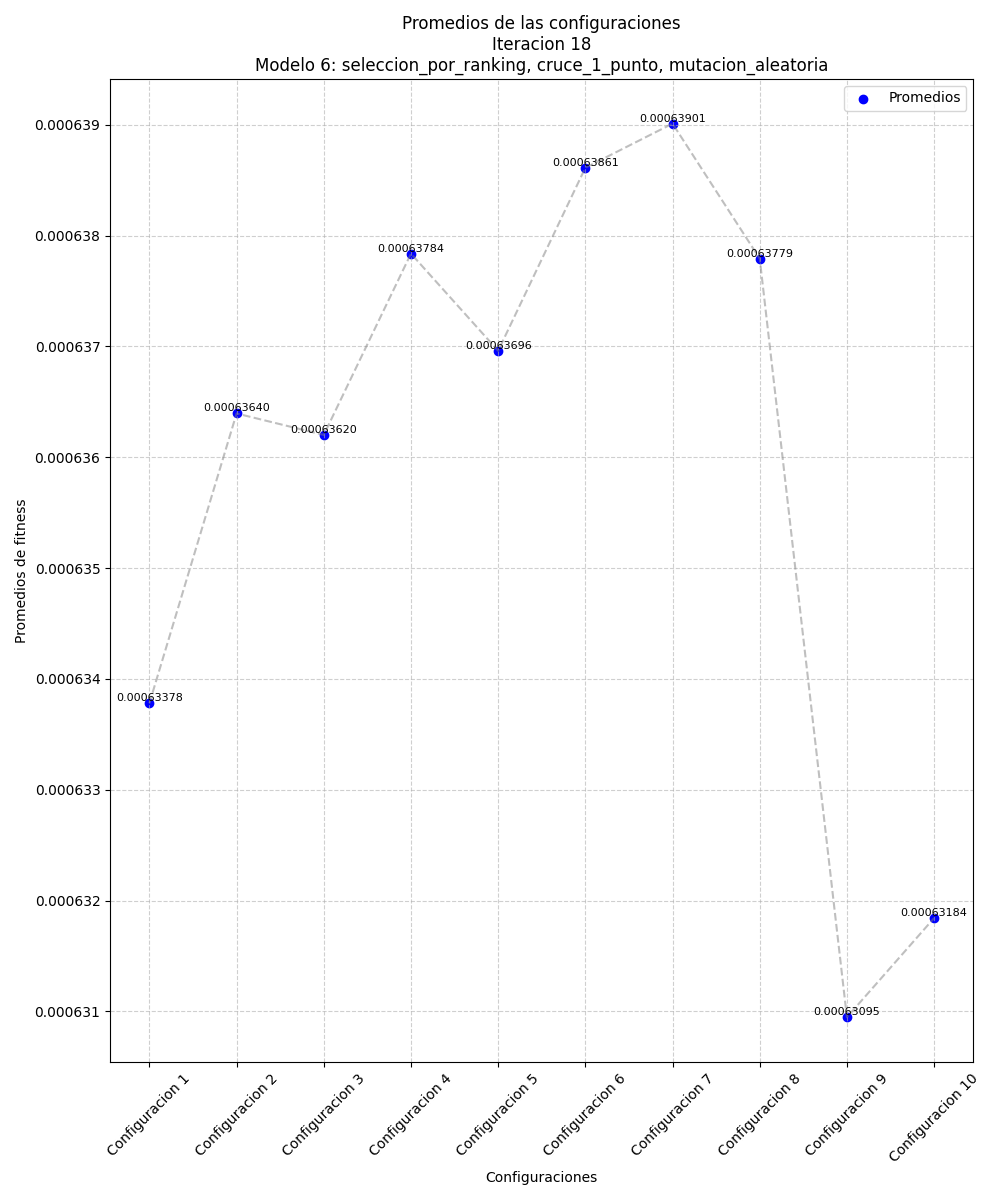 Promedios de las configuraciones
Iteracion 18
Modelo 6: seleccion_por_ranking, cruce_1_punto, mutacion_aleatoria
Promedios
0.000639
0.000638
0.000637
0.000636
0.000635
0.000634
0.000633
0.000632
0.000631
Promedios de fitness
0.00063378
0.00063640
0.00063620
0.00063784
0.00063696
0.00063861
0.00063901
0.00063779
0.00063095
0.00063184
Configuracion 1
Configuracion 2
Configuracion 3
Configuracion 4
Configuracion 5
Configuracion 6
Configuracion 7
Configuracion 8
Configuracion 9
Configuracion 10
Configuraciones